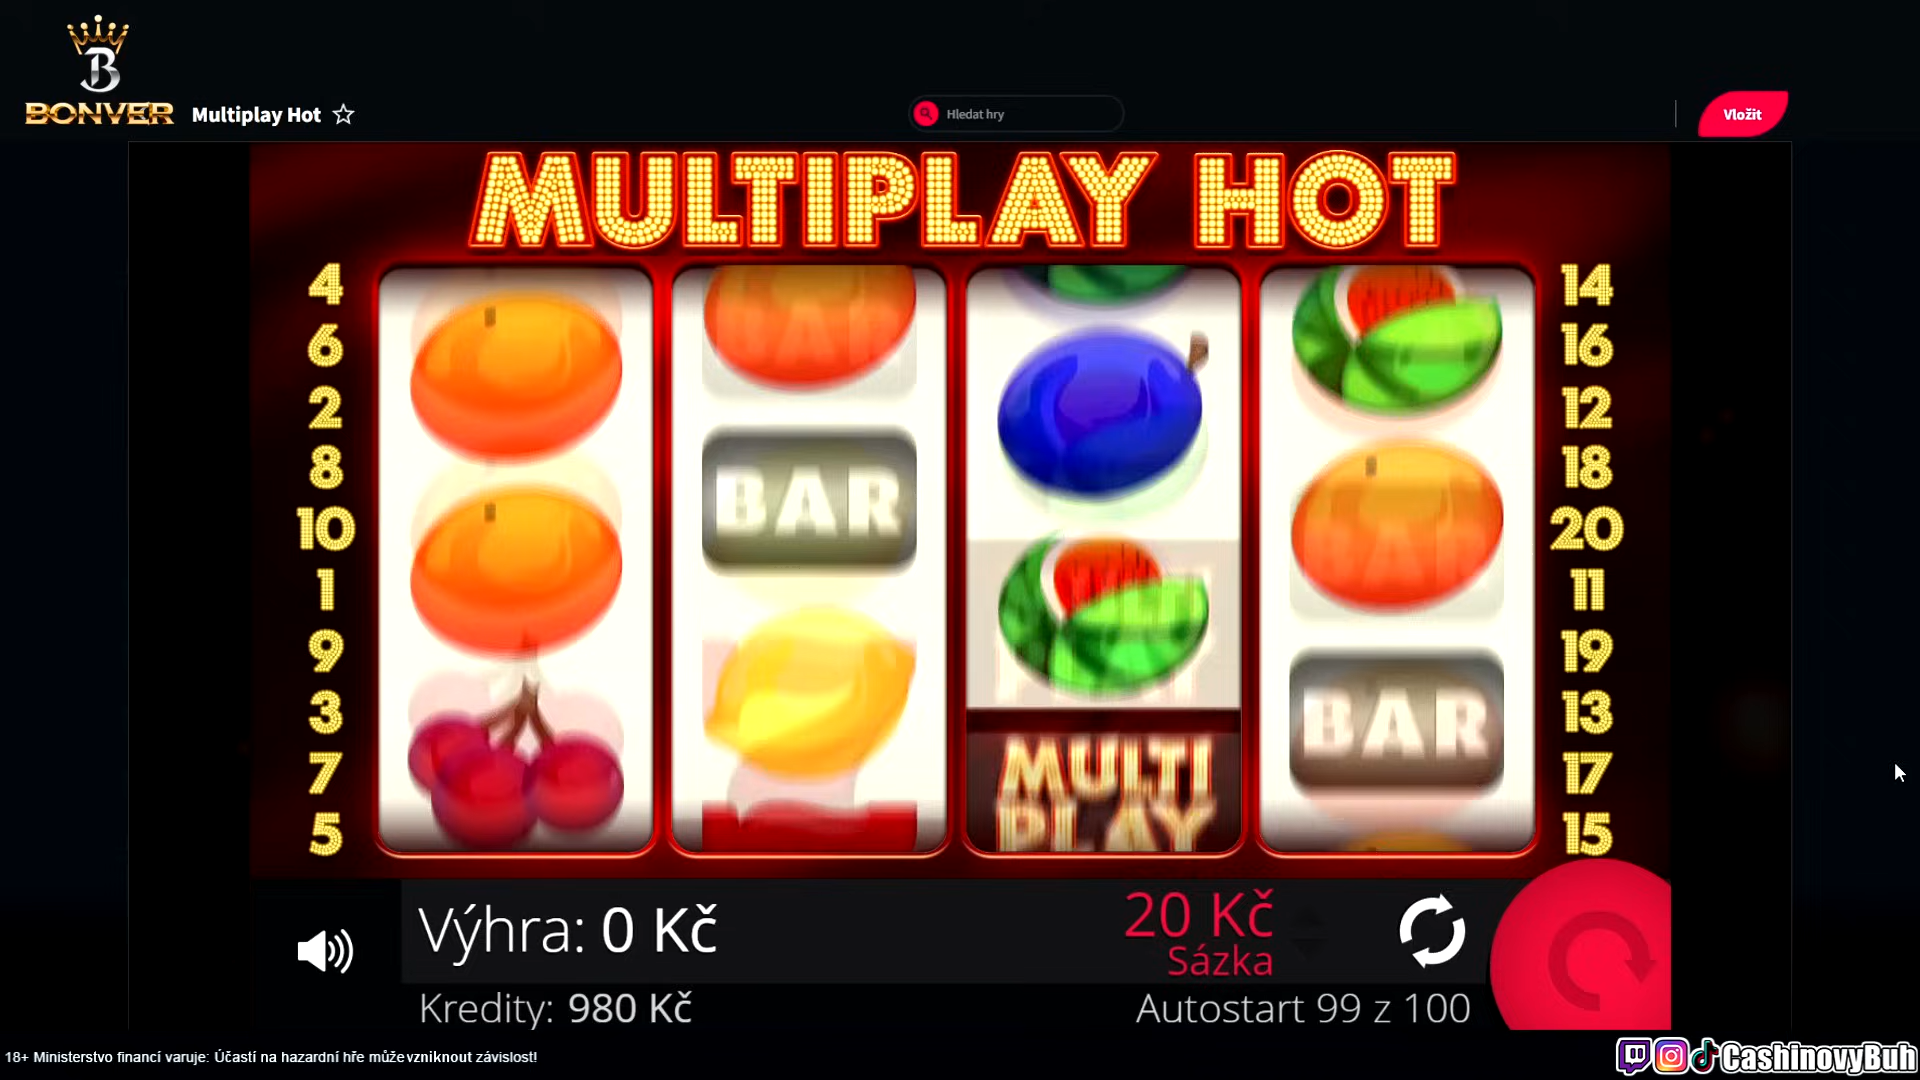 B
BONVER
Multiplay Hot
Hledat hry
Vložit
MULTIPLAY HOT
4
6
2
8
10
1
9
3
7
5
14
16
12
18
20
11
19
13
17
15
BAR
BAR
MULTI
PLAY
Výhra: 0 Kč
20 Kč
Sázka
Kredity: 980 Kč
Autostart 99 z 100
18+ Ministerstvo financí varuje: Účastí na hazardní hře může vzniknout závislost!
CashinovyBuh